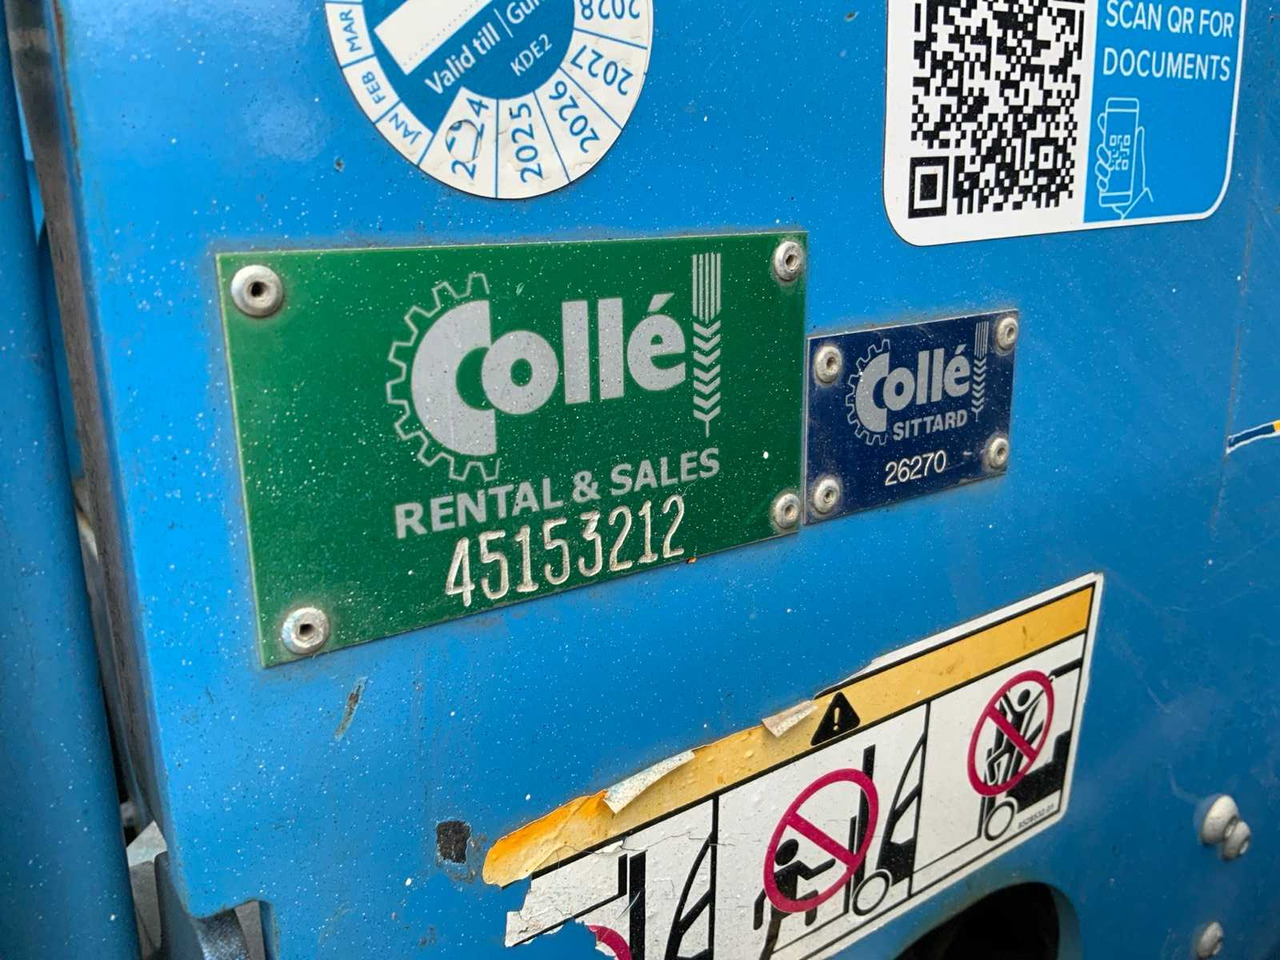 MAR
FEB
JAN
Valid till
KDE2
2024
2025
2026
2027
2028
SCAN QR FOR
DOCUMENTS
Collé
RENTAL & SALES
45153212
Collé
SITTARD
26270